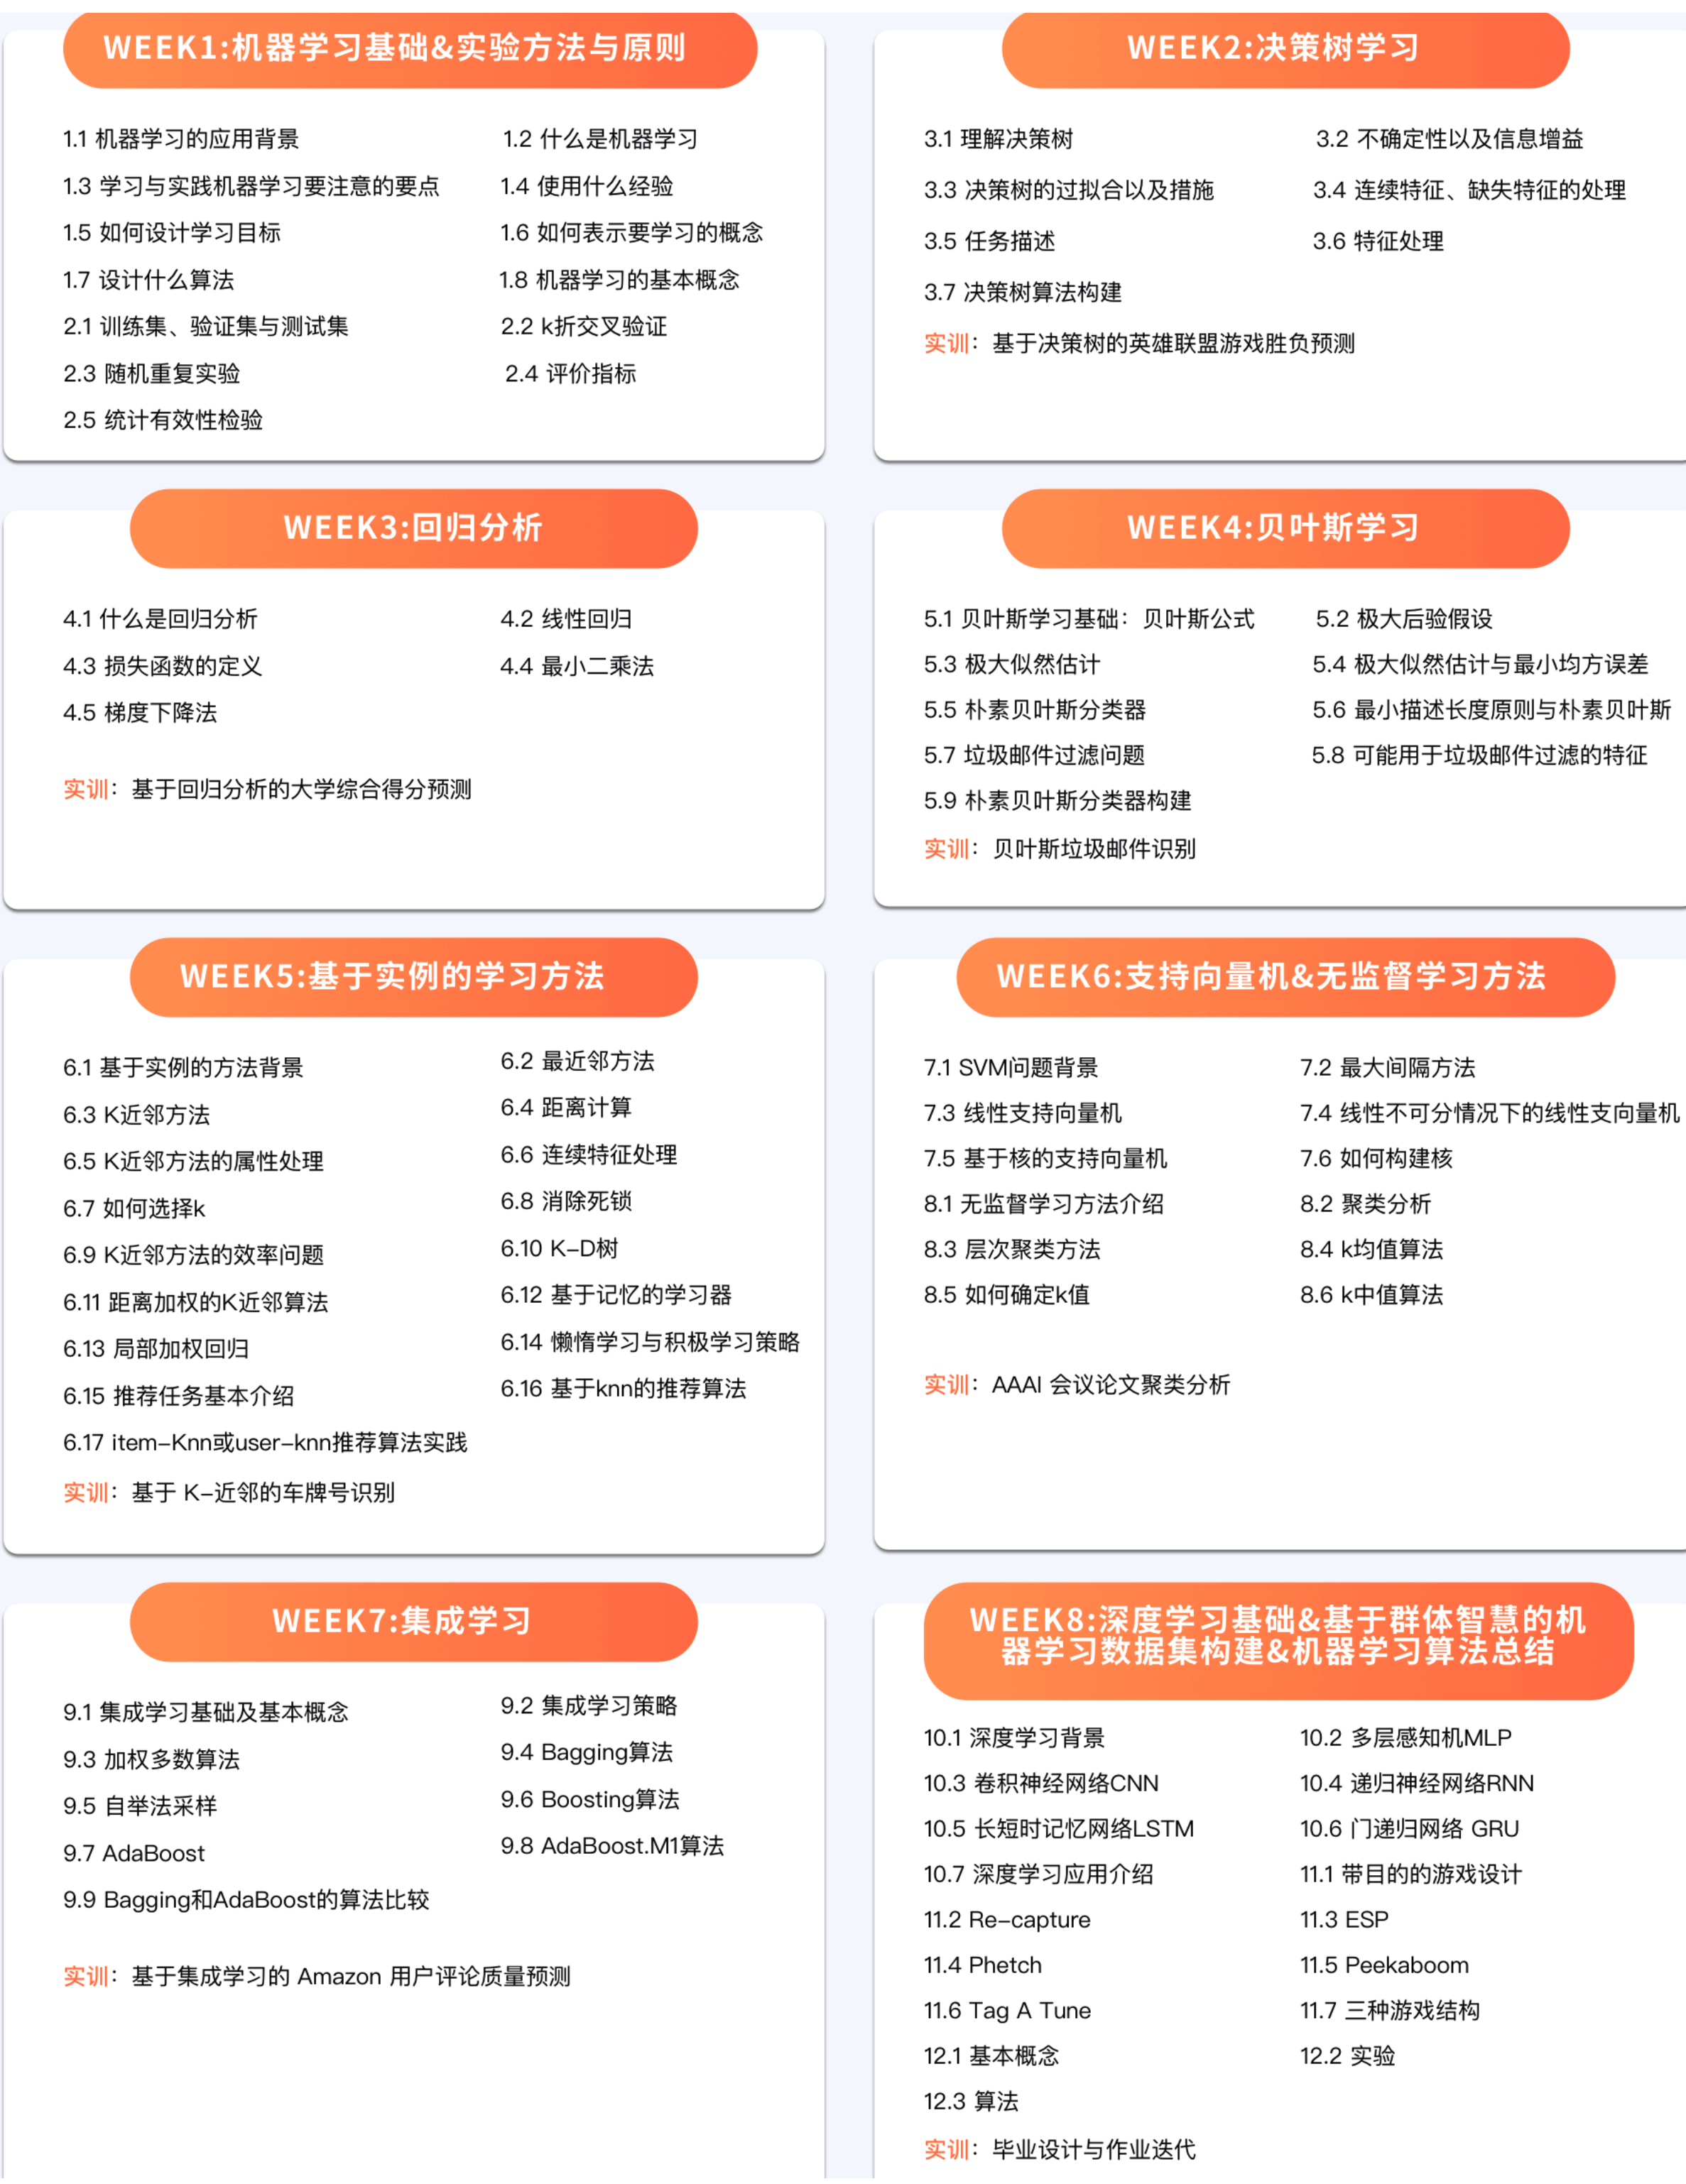 WEEK1:机器学习基础&实验方法与原则
1.1 机器学习的应用背景
1.2 什么是机器学习
1.3 学习与实践机器学习要注意的要点
1.4 使用什么经验
1.5 如何设计学习目标
1.6 如何表示要学习的概念
1.7 设计什么算法
1.8 机器学习的基本概念
2.1 训练集、验证集与测试集
2.2 k折交叉验证
2.3 随机重复实验
2.4 评价指标
2.5 统计有效性检验
WEEK2:决策树学习
3.1 理解决策树
3.2 不确定性以及信息增益
3.3 决策树的过拟合以及措施
3.4 连续特征、缺失特征的处理
3.5 任务描述
3.6 特征处理
3.7 决策树算法构建
实训：基于决策树的英雄联盟游戏胜负预测
WEEK3:回归分析
4.1 什么是回归分析
4.2 线性回归
4.3 损失函数的定义
4.4 最小二乘法
4.5 梯度下降法
实训：基于回归分析的大学综合得分预测
WEEK4:贝叶斯学习
5.1 贝叶斯学习基础：贝叶斯公式
5.2 极大后验假设
5.3 极大似然估计
5.4 极大似然估计与最小均方误差
5.5 朴素贝叶斯分类器
5.6 最小描述长度原则与朴素贝叶斯
5.7 垃圾邮件过滤问题
5.8 可能用于垃圾邮件过滤的特征
5.9 朴素贝叶斯分类器构建
实训：贝叶斯垃圾邮件识别
WEEK5:基于实例的学习方法
6.1 基于实例的方法背景
6.2 最近邻方法
6.3 K近邻方法
6.4 距离计算
6.5 K近邻方法的属性处理
6.6 连续特征处理
6.7 如何选择k
6.8 消除死锁
6.9 K近邻方法的效率问题
6.10 K-D树
6.11 距离加权的K近邻算法
6.12 基于记忆的学习器
6.13 局部加权回归
6.14 懒惰学习与积极学习策略
6.15 推荐任务基本介绍
6.16 基于knn的推荐算法
6.17 item-Knn或user-knn推荐算法实践
实训：基于 K-近邻的车牌号识别
WEEK6:支持向量机&无监督学习方法
7.1 SVM问题背景
7.2 最大间隔方法
7.3 线性支持向量机
7.4 线性不可分情况下的线性支向量机
7.5 基于核的支持向量机
7.6 如何构建核
8.1 无监督学习方法介绍
8.2 聚类分析
8.3 层次聚类方法
8.4 k均值算法
8.5 如何确定k值
8.6 k中值算法
实训：AAAI 会议论文聚类分析
WEEK7:集成学习
9.1 集成学习基础及基本概念
9.2 集成学习策略
9.3 加权多数算法
9.4 Bagging算法
9.5 自举法采样
9.6 Boosting算法
9.7 AdaBoost
9.8 AdaBoost.M1算法
9.9 Bagging和AdaBoost的算法比较
实训：基于集成学习的 Amazon 用户评论质量预测
WEEK8:深度学习基础&基于群体智慧的机
器学习数据集构建&机器学习算法总结
10.1 深度学习背景
10.2 多层感知机MLP
10.3 卷积神经网络CNN
10.4 递归神经网络RNN
10.5 长短时记忆网络LSTM
10.6 门递归网络 GRU
10.7 深度学习应用介绍
11.1 带目的的游戏设计
11.2 Re-capture
11.3 ESP
11.4 Phetch
11.5 Peekaboom
11.6 Tag A Tune
11.7 三种游戏结构
12.1 基本概念
12.2 实验
12.3 算法
实训：毕业设计与作业迭代